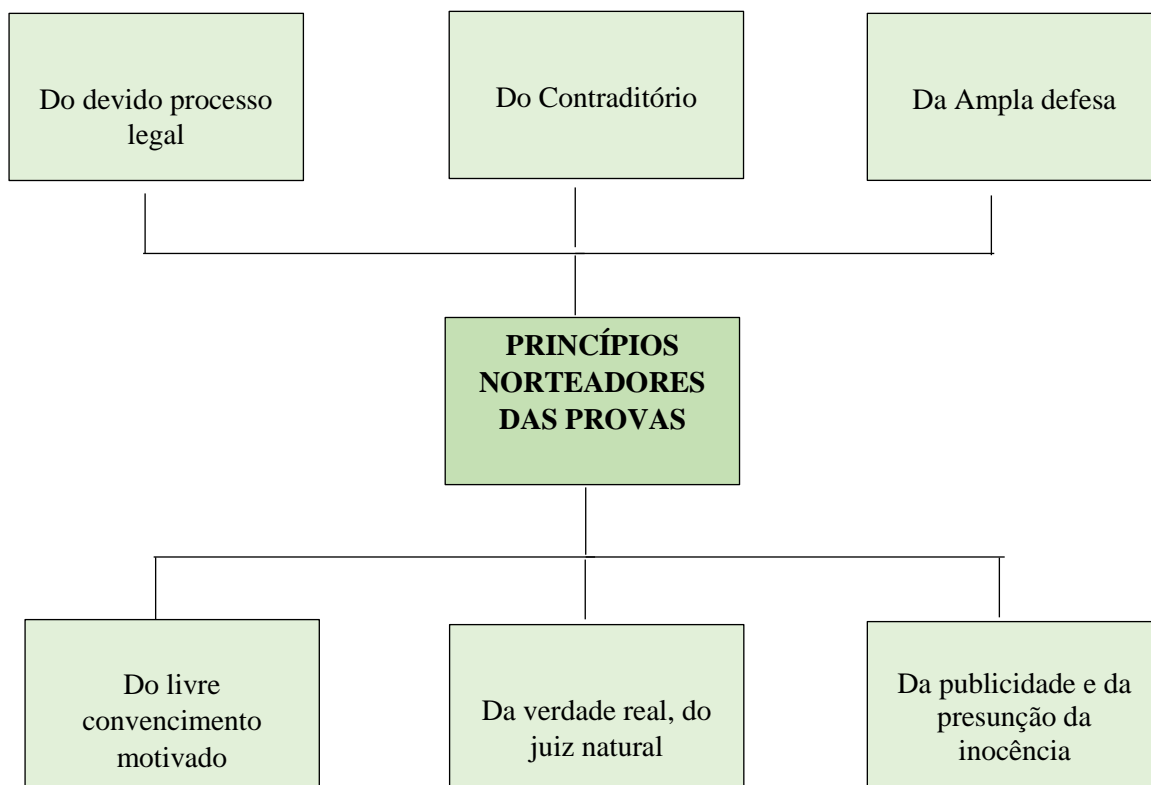 Do devido processo
legal
Do Contraditório
Da Ampla defesa
PRINCÍPIOS
NORTEADORES
DAS PROVAS
Do livre
convencimento
motivado
Da verdade real, do
juiz natural
Da publicidade e da
presunção da
inocência